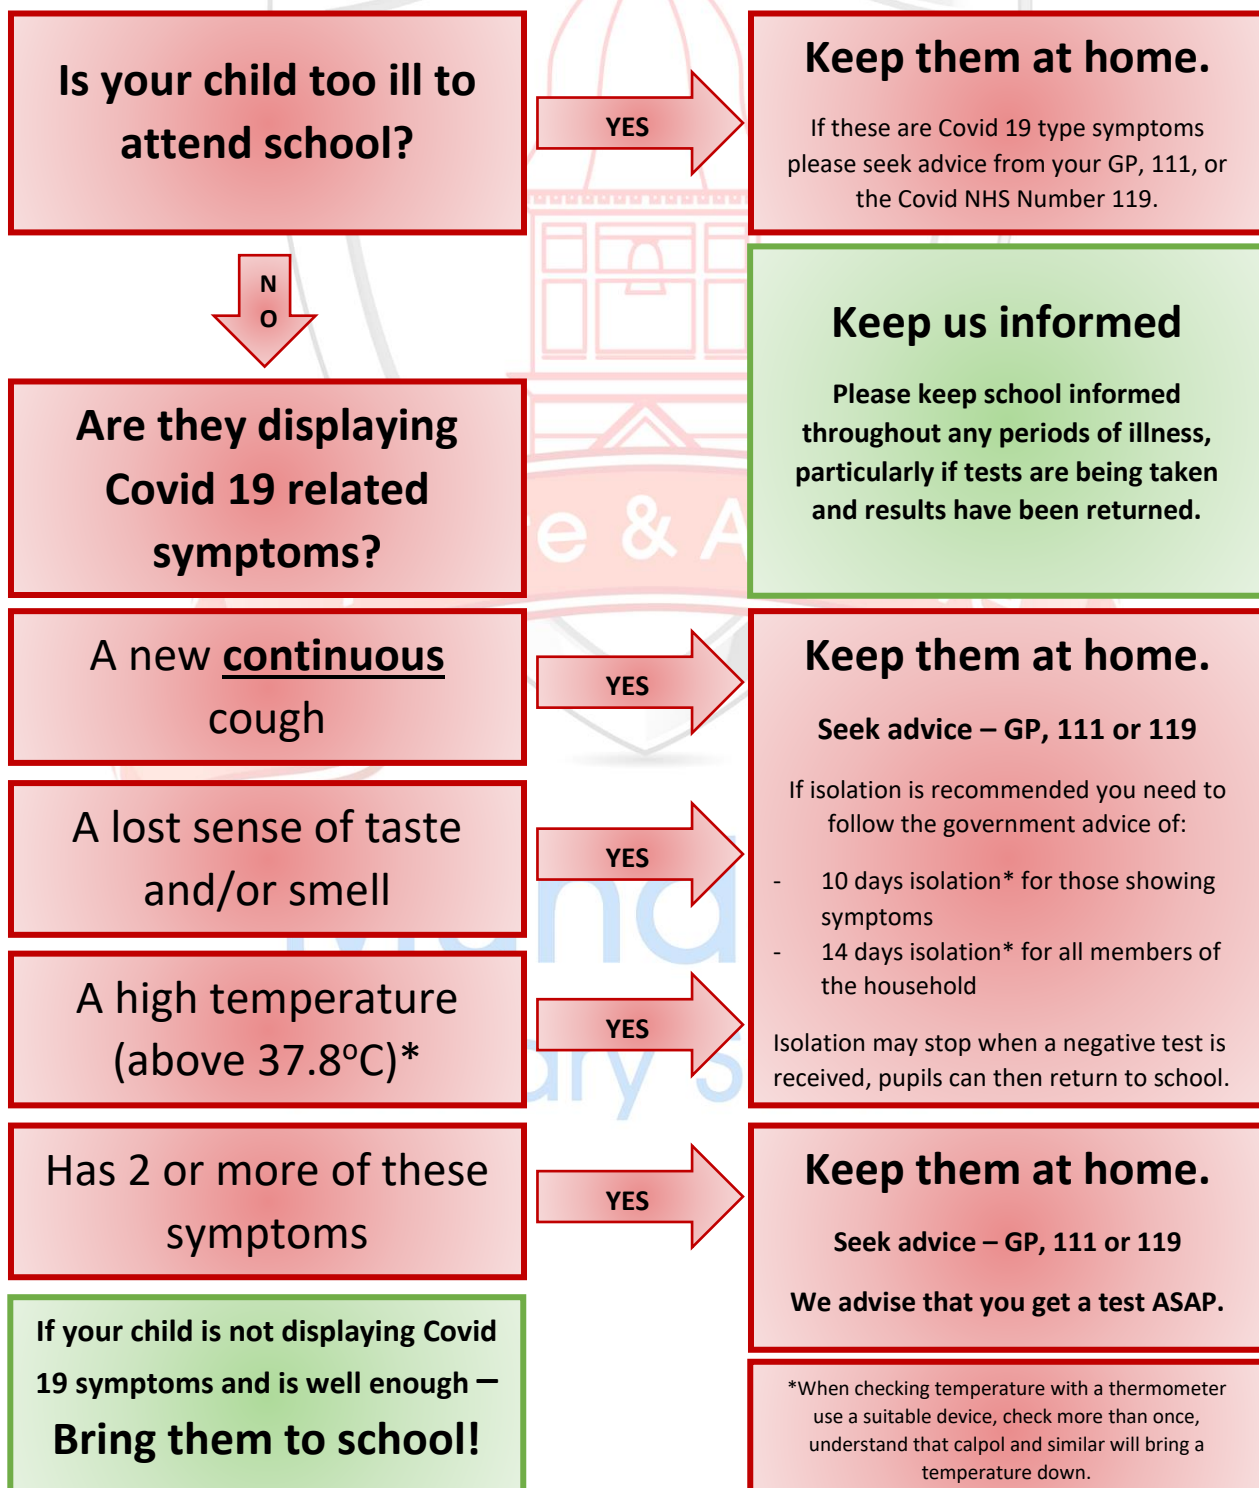 Is your child too ill to
attend school?
YES
Keep them at home.
If these are Covid 19 type symptoms
please seek advice from your GP, 111, or
the Covid NHS Number 119.
N
O
Keep us informed
Please keep school informed
throughout any periods of illness,
particularly if tests are being taken
and results have been returned.
Are they displaying
Covid 19 related
symptoms?
e & A
A new continuous
cough
YES
A lost sense of taste
and/or smell
YES
A high temperature
(above 37.8°C)*
YES
Keep them at home.
Seek advice – GP, 111 or 119
If isolation is recommended you need to
follow the government advice of:
- 10 days isolation* for those showing
symptoms
- 14 days isolation* for all members of
the household
Isolation may stop when a negative test is
received, pupils can then return to school.
Has 2 or more of these
symptoms
YES
Keep them at home.
Seek advice – GP, 111 or 119
We advise that you get a test ASAP.
If your child is not displaying Covid
19 symptoms and is well enough –
Bring them to school!
*When checking temperature with a thermometer
use a suitable device, check more than once,
understand that calpol and similar will bring a
temperature down.